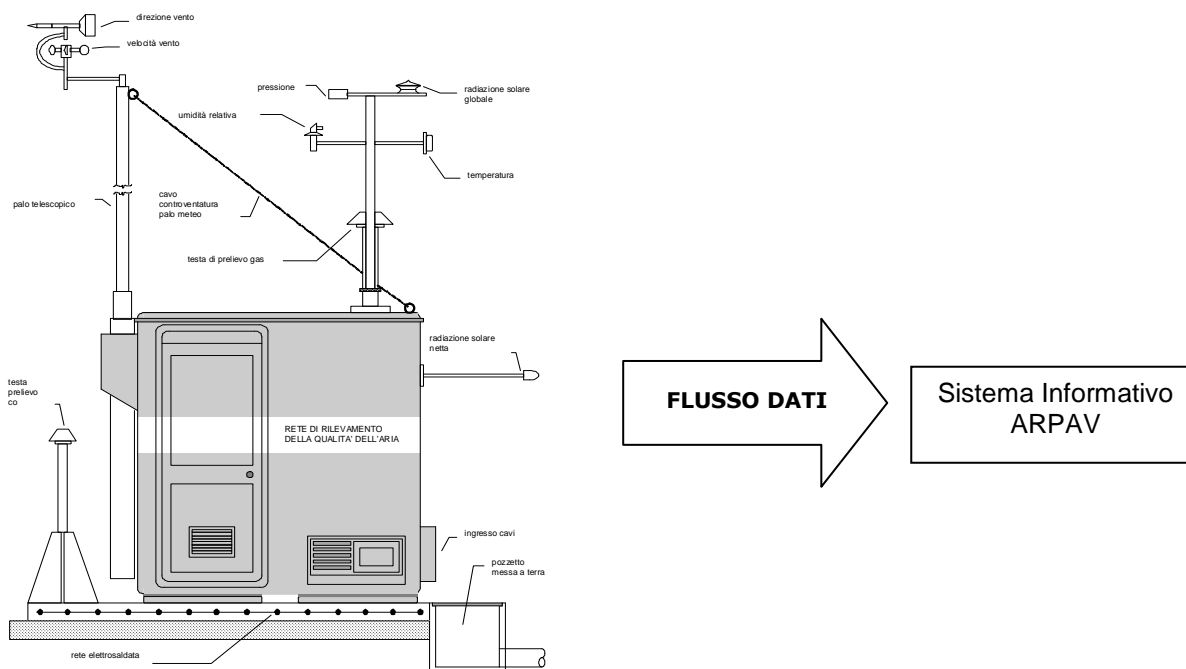 direzione vento
velocità vento
pressione
radiazione solare
globale
umidità relativa
temperatura
palo telescopico
cavo
controventatura
palo meteo
testa di prelievo gas
radiazione solare
netta
testa
prelievo
co
RETE DI RILEVAMENTO
DELLA QUALITA' DELL'ARIA
ingresso cavi
pozzetto
messa a terra
rete elettrosaldata
FLUSSO DATI
Sistema Informativo
ARPAV